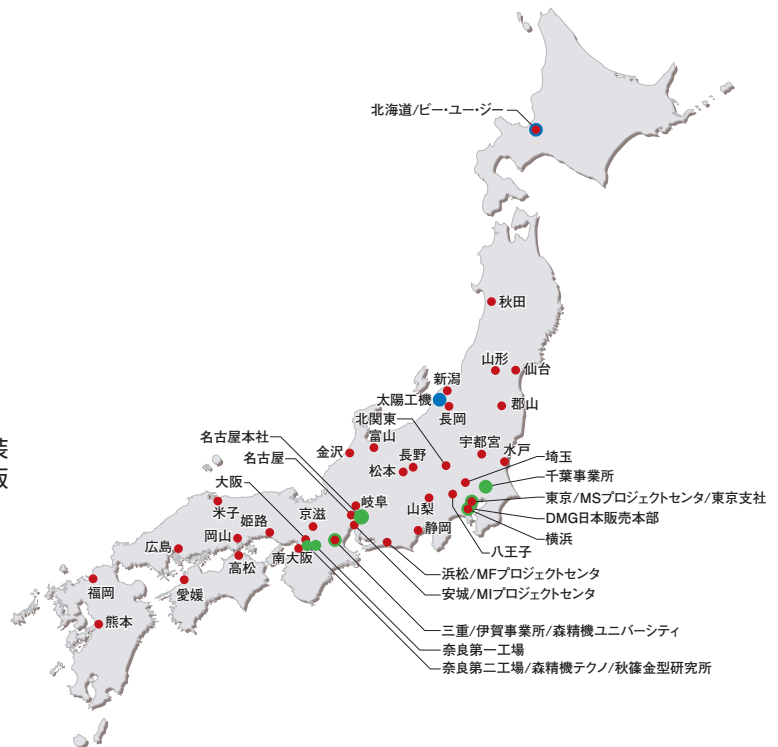 北海道/ビー・ユー・ジー
秋田
山形
仙台
新潟
太陽工機
長岡
郡山
北関東
名古屋本社
富山
宇都宮
水戸
金沢
長野
埼玉
名古屋
松本
千葉事業所
装
大阪
岐阜
山梨
東京/MSプロジェクトセンタ/東京支社
阪
米子
京滋
DMG日本販売本部
姫路
静岡
横浜
岡山
広島
南大阪
八王子
高松
浜松/MFプロジェクトセンタ
福岡
愛媛
安城/MIプロジェクトセンタ
熊本
三重/伊賀事業所/森精機ユニバーシティ
奈良第一工場
奈良第二工場/森精機テクノ/秋篠金型研究所